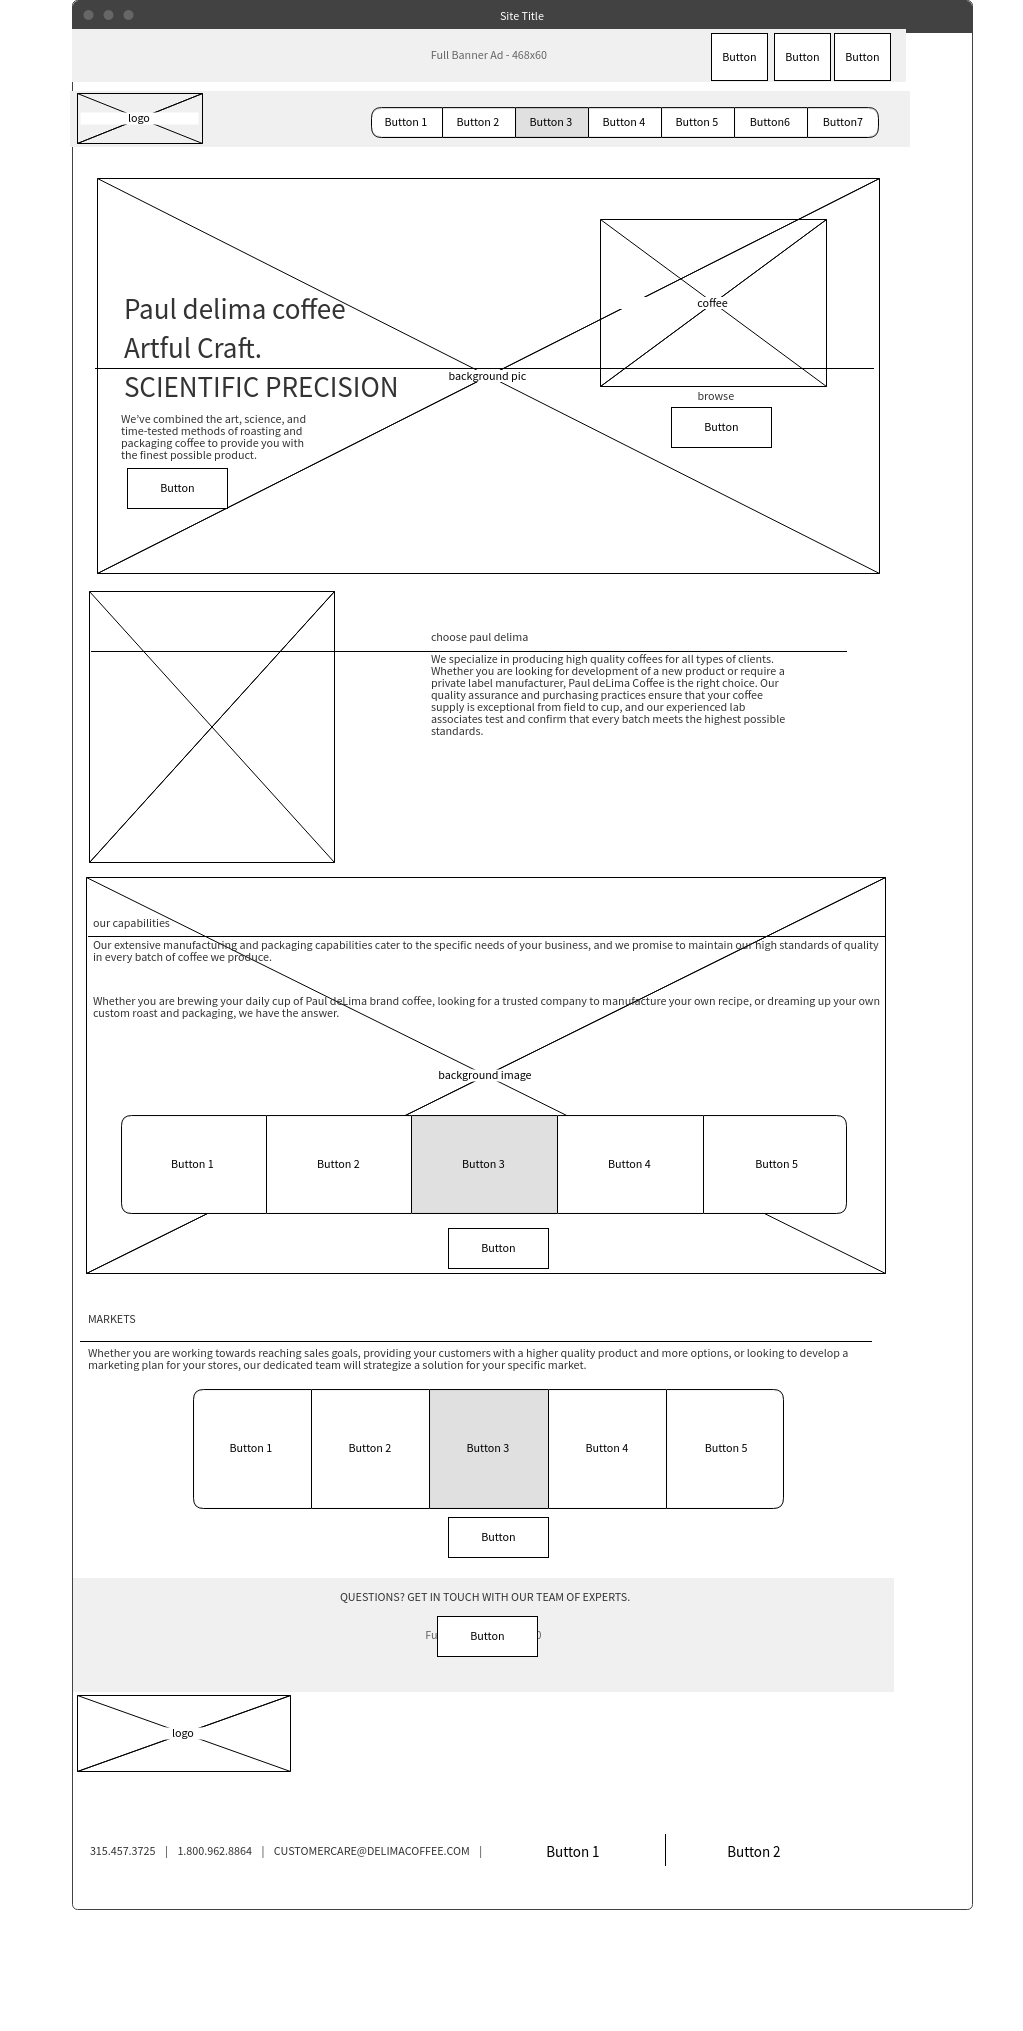 Site Title
Full Banner Ad - 468x60
Button
Button
Button
logo
Button 1
Button 2
Button 3
Button 4
Button 5
Button6
Button7
Paul delima coffee
Artful Craft.
SCIENTIFIC PRECISION
We've combined the art, science, and
time-tested methods of roasting and
packaging coffee to provide you with
the finest possible product.
Button
background pic
coffee
browse
Button
choose paul delima
We specialize in producing high quality coffees for all types of clients.
Whether you are looking for development of a new product or require a
private label manufacturer, Paul deLima Coffee is the right choice. Our
quality assurance and purchasing practices ensure that your coffee
supply is exceptional from field to cup, and our experienced lab
associates test and confirm that every batch meets the highest possible
standards.
our capabilities
Our extensive manufacturing and packaging capabilities cater to the specific needs of your business, and we promise to maintain our high standards of quality
in every batch of coffee we produce.
Whether you are brewing your daily cup of Paul deLima brand coffee, looking for a trusted company to manufacture your own recipe, or dreaming up your own
custom roast and packaging, we have the answer.
background image
Button 1
Button 2
Button 3
Button 4
Button 5
Button
MARKETS
Whether you are working towards reaching sales goals, providing your customers with a higher quality product and more options, or looking to develop a
marketing plan for your stores, our dedicated team will strategize a solution for your specific market.
Button 1
Button 2
Button 3
Button 4
Button 5
Button
QUESTIONS? GET IN TOUCH WITH OUR TEAM OF EXPERTS.
Button
logo
315.457.3725 | 1.800.962.8864 | CUSTOMERCARE@DELIMACOFFEE.COM |
Button 1
Button 2